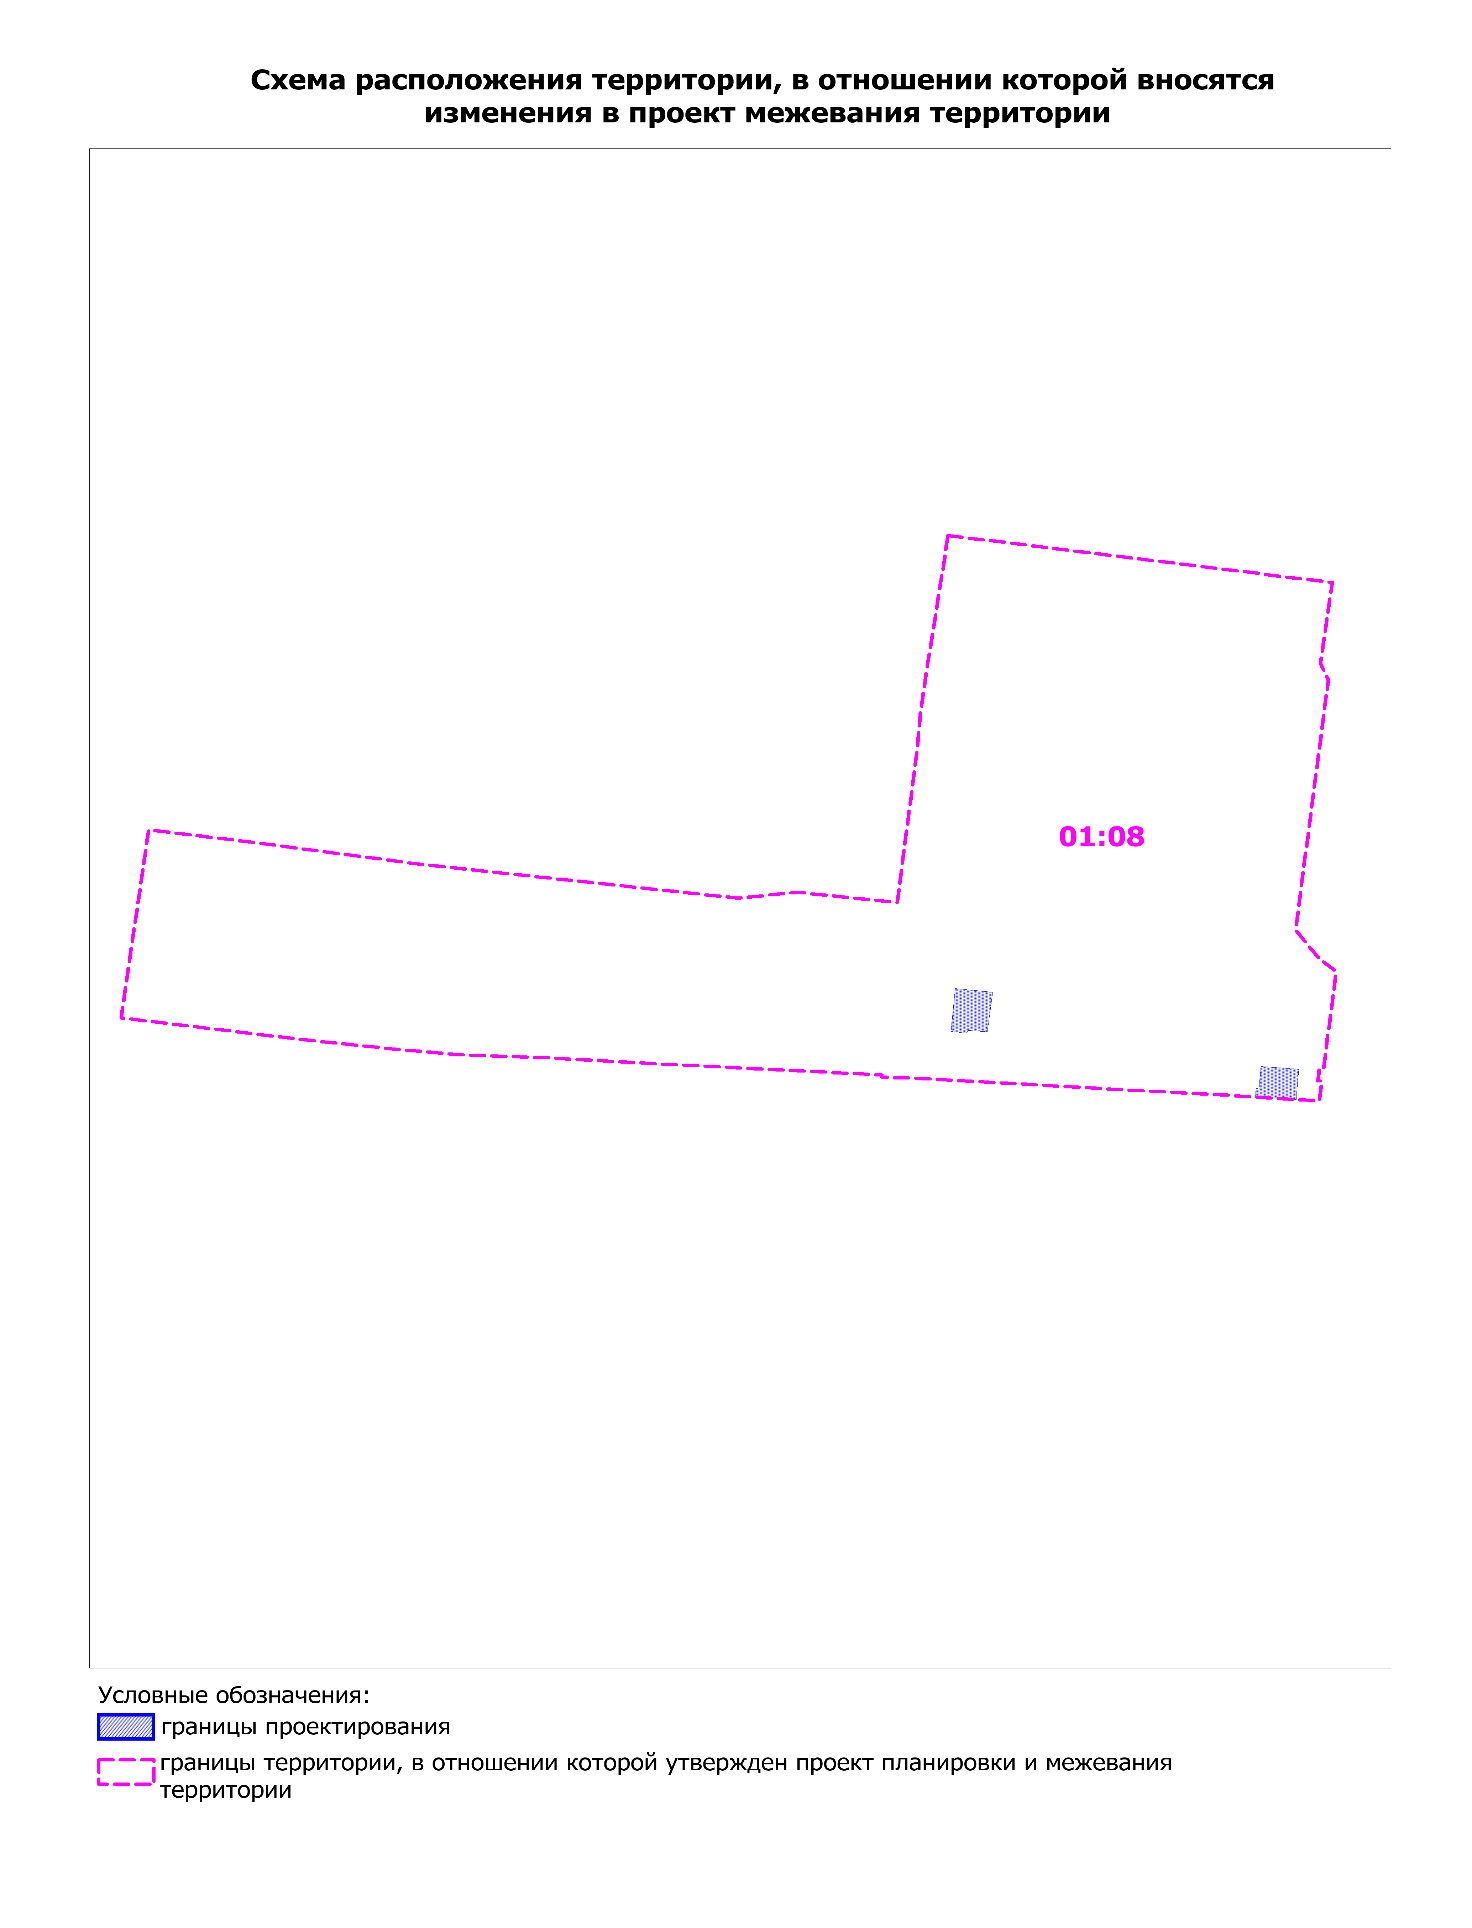 Схема расположения территории, в отношении которой вносятся
изменения в проект межевания территории
01:08
Условные обозначения:
границы проектирования
границы территории, в отношении которой утвержден проект планировки и межевания
территории